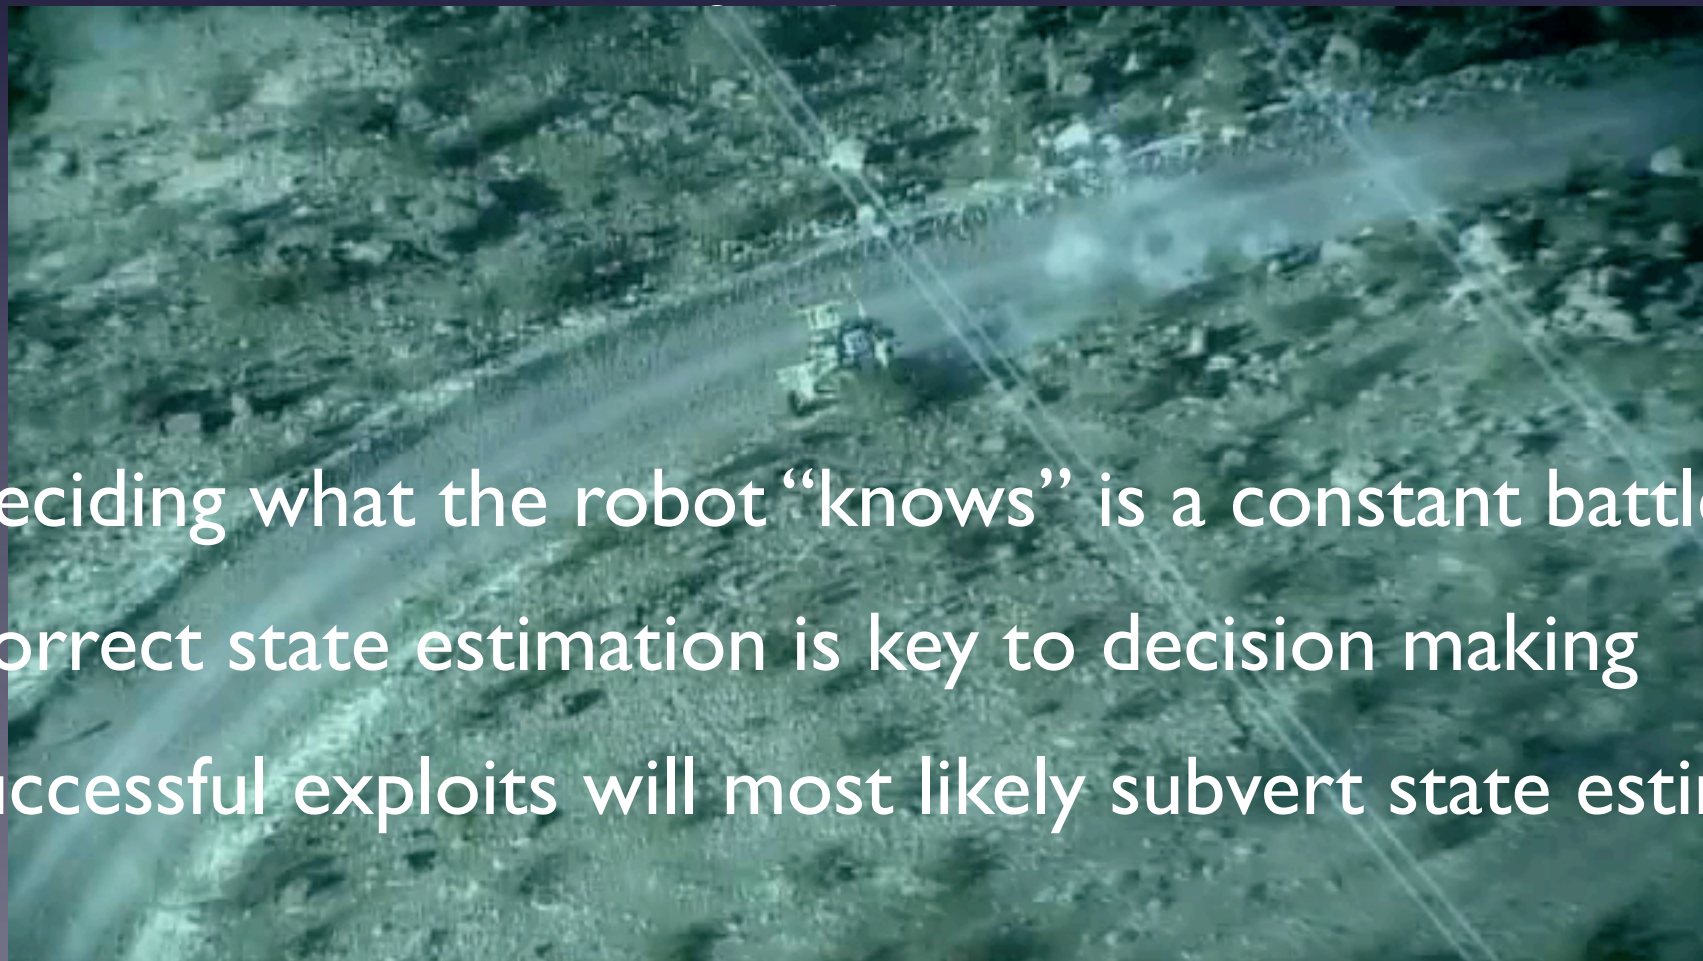 eciding what the robot “knows” is a constant battl
orrect state estimation is key to decision making
uccessful exploits will most likely subvert state esti